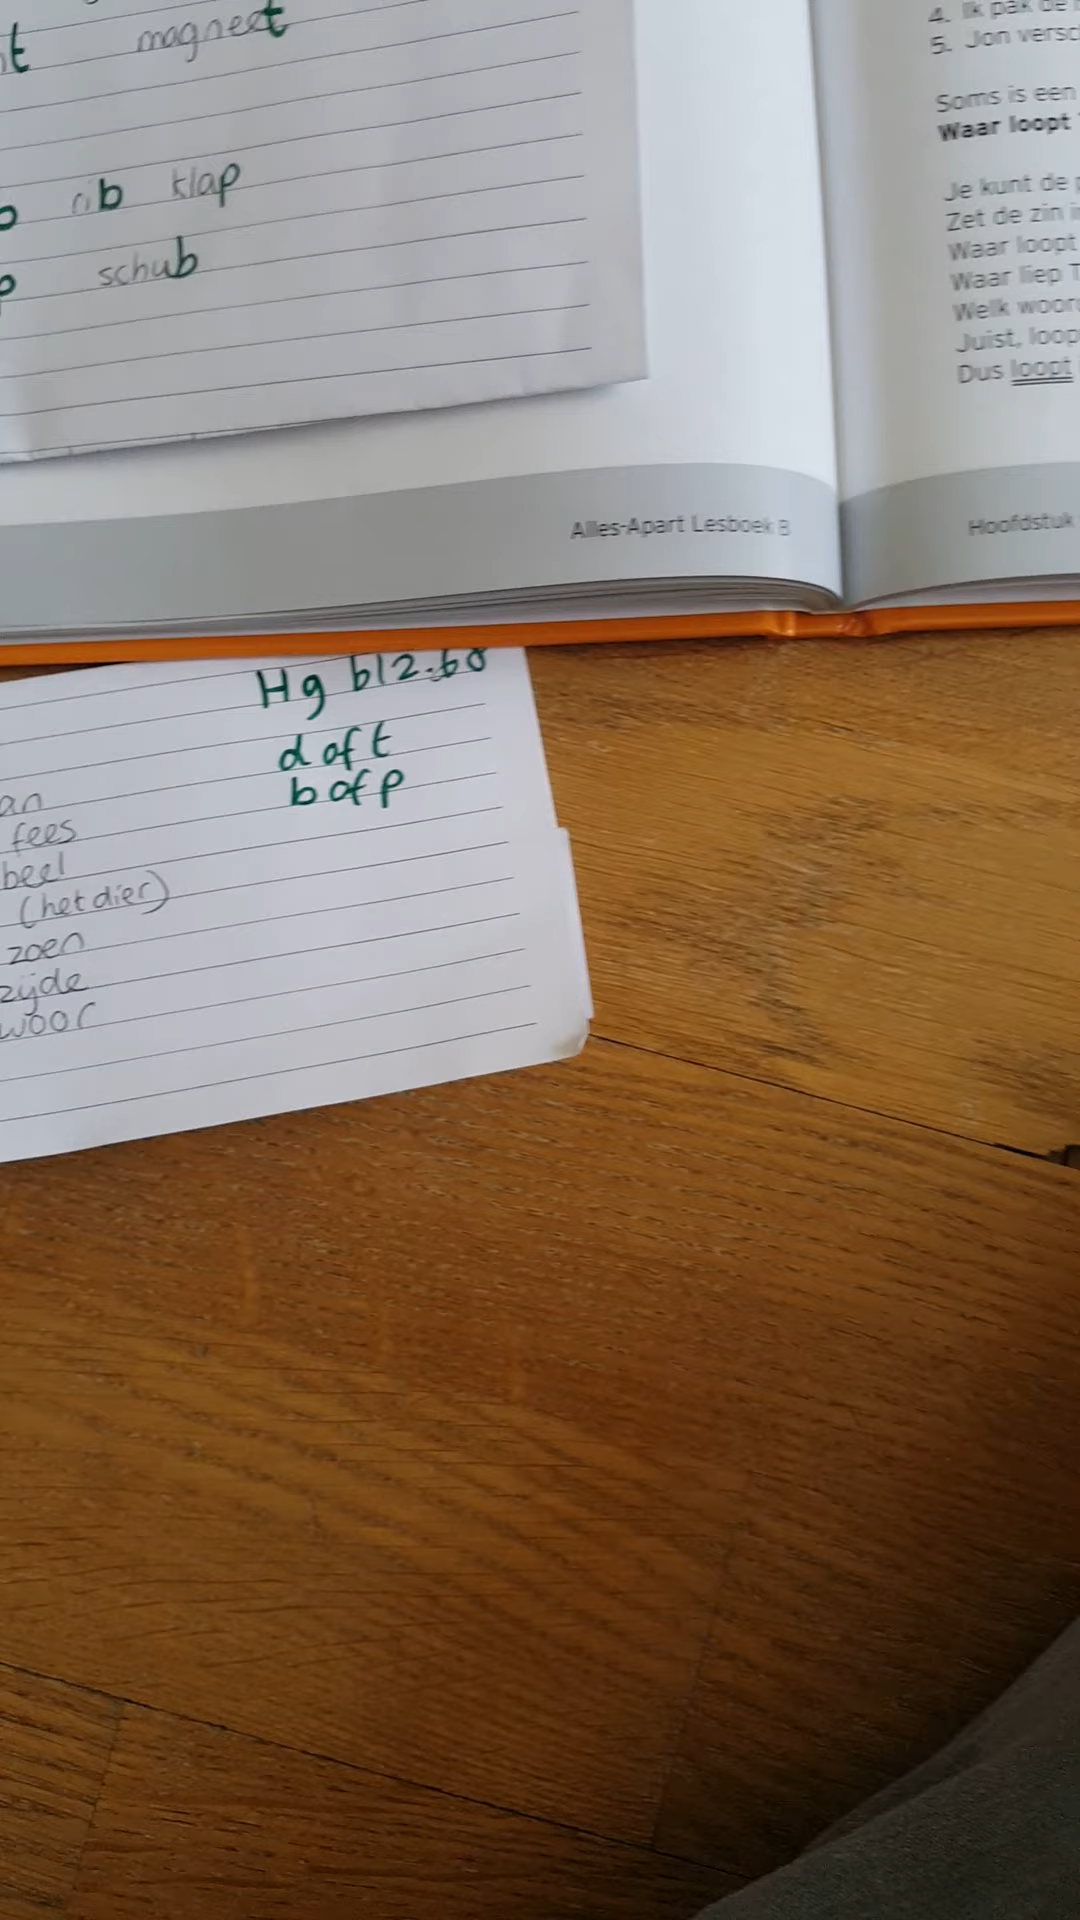 magneet
rib klap
schub
4. Ik pak de
5. Jon versc
Soms is een
Waar loopt
Je kunt de p
Zet de zin i
Waar loopt
Waar liep T
Welk woor
Juist, loop
Dus loopt
Alles-Apart Lesboek B
Hoofdstuk
Hg blz. 60
d of t
b of p
an
fees
beel
(het dier)
zoen
zijde
woor